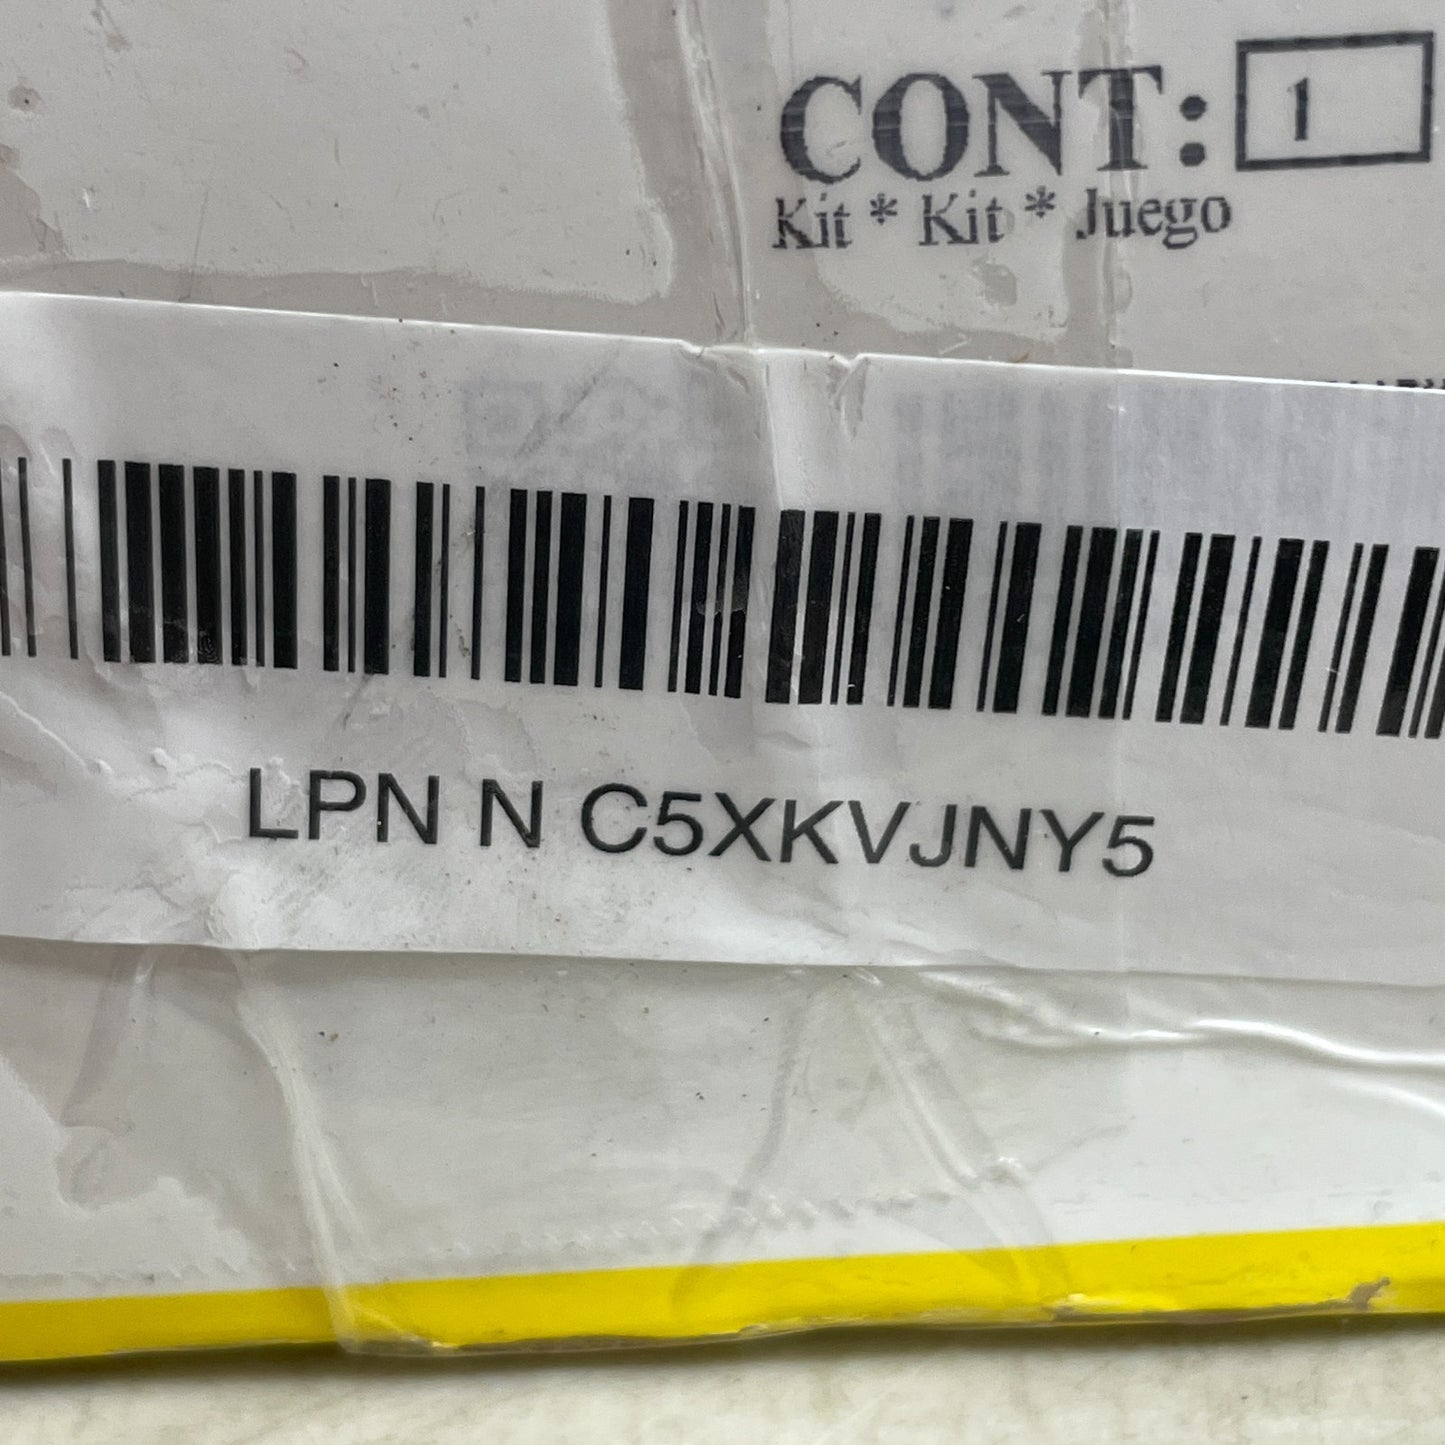 CONT: 1
Kit * Kit * Juego
LPN N C5XKVJNY5